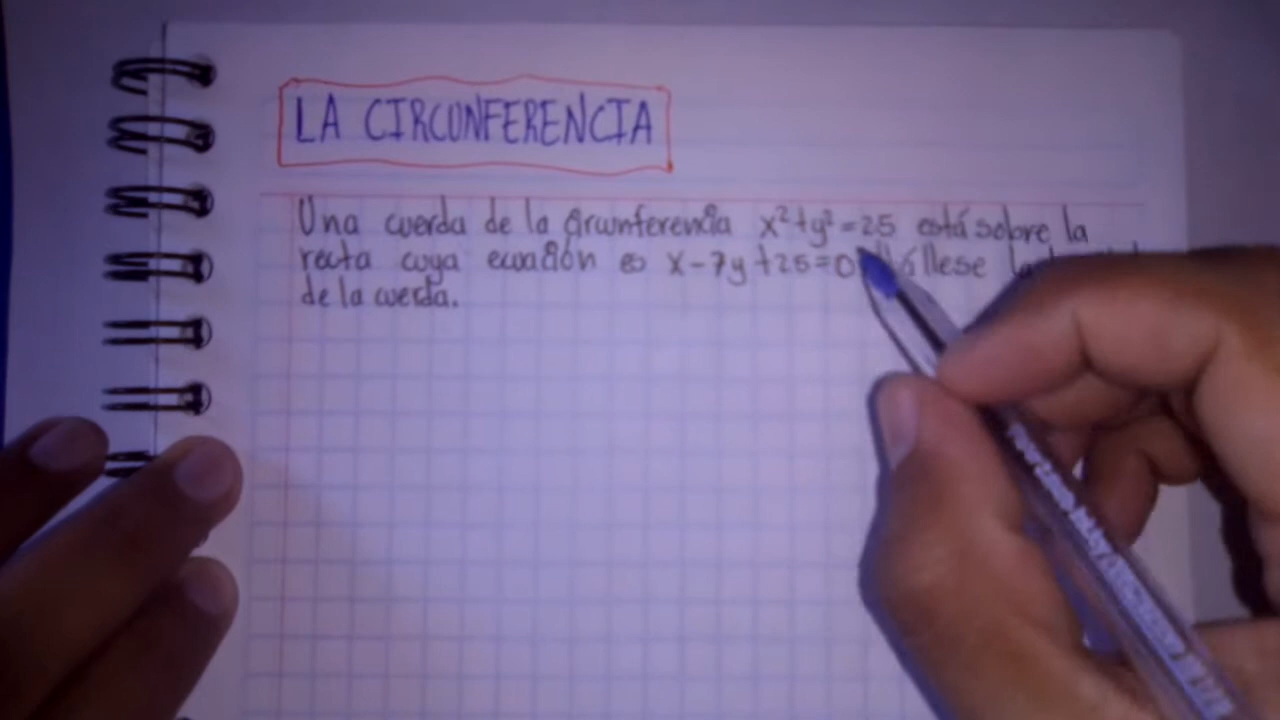 LA CIRCUNFERENCIA
Una cuerda de la circunferencia x²+y²=25 está sobre la
recta cuya ecuación es x-7y+25=0
de la cuerda.